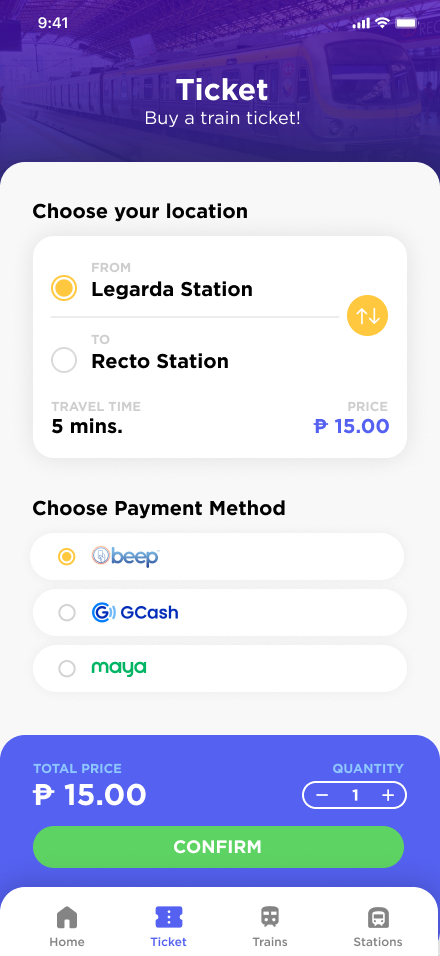 9:41
Ticket
Buy a train ticket!
Choose your location
FROM
Legarda Station
TO
Recto Station
TRAVEL TIME
PRICE
5 mins.
₱ 15.00
Choose Payment Method
beep
GCash
maya
TOTAL PRICE
QUANTITY
₱ 15.00
− 1 +
CONFIRM
Home
Ticket
Trains
Stations